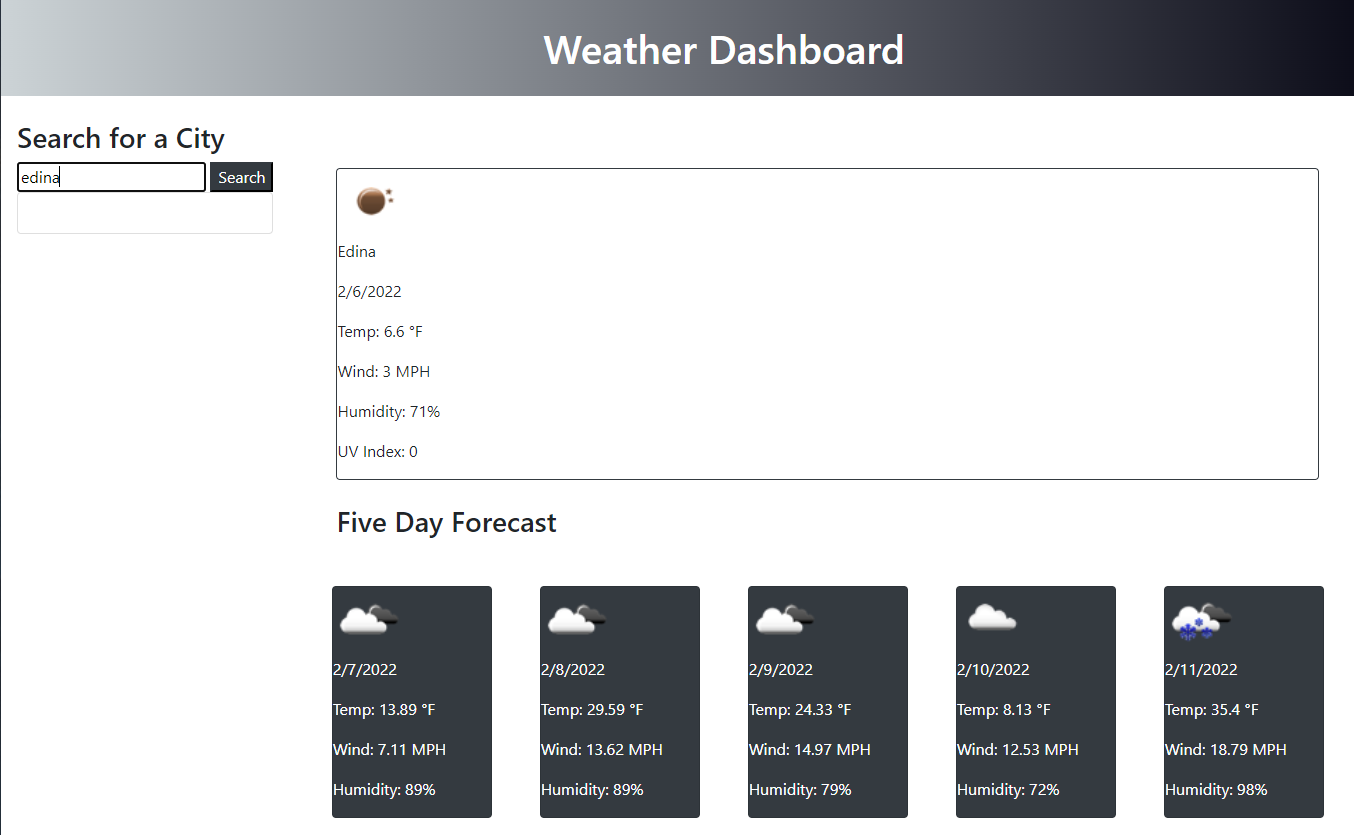 Weather Dashboard
Search for a City
edina
Search
Edina
2/6/2022
Temp: 6.6 °F
Wind: 3 MPH
Humidity: 71%
UV Index: 0
Five Day Forecast
2/7/2022
Temp: 13.89 °F
Wind: 7.11 MPH
Humidity: 89%
2/8/2022
Temp: 29.59 °F
Wind: 13.62 MPH
Humidity: 89%
2/9/2022
Temp: 24.33 °F
Wind: 14.97 MPH
Humidity: 79%
2/10/2022
Temp: 8.13 °F
Wind: 12.53 MPH
Humidity: 72%
2/11/2022
Temp: 35.4 °F
Wind: 18.79 MPH
Humidity: 98%